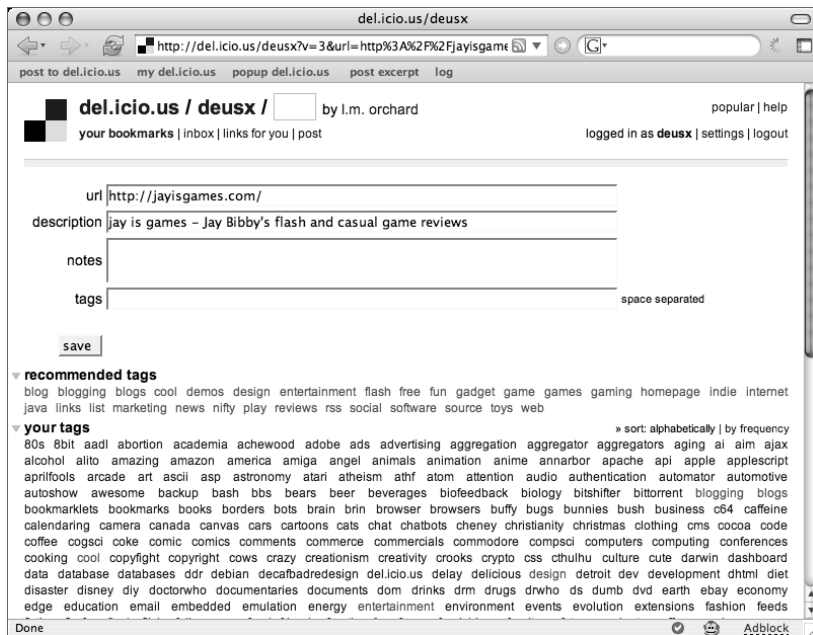 del.icio.us/deusx
http://del.icio.us/deusx?v=3&url=http%3A%2F%2Fjayisgame
G
post to del.icio.us my del.icio.us popup del.icio.us post excerpt log
del.icio.us / deusx / by l.m. orchard popular | help
your bookmarks | inbox | links for you | post logged in as deusx | settings | logout
url http://jayisgames.com/
description jay is games – Jay Bibby's flash and casual game reviews
notes
tags space separated
save
recommended tags
blog blogging blogs cool demos design entertainment flash free fun gadget game games gaming homepage indie internet
java links list marketing news nifty play reviews rss social software source toys web
your tags » sort: alphabetically | by frequency
80s 8bit aadl abortion academia achewood adobe ads advertising aggregation aggregator aggregators aging ai aim ajax
alcohol alito amazing amazon america amiga angel animals animation anime annarbor apache api apple applescript
aprilfools arcade art ascii asp astronomy atari atheism athf atom attention audio authentication automator automotive
autoshow awesome backup bash bbs bears beer beverages biofeedback biology bitshifter bittorrent blogging blogs
bookmarklets bookmarks books borders bots brain brin browser browsers buffy bugs bunnies bush business c64 caffeine
calendaring camera canada canvas cars cartoons cats chat chatbots cheney christianity christmas clothing cms cocoa code
coffee cogsci coke comic comics comments commerce commercials commodore compsci computers computing conferences
cooking cool copyfight copyright cows crazy creationism creativity crooks crypto css cthulhu culture cute darwin dashboard
data database databases ddr debian decafbadredesign del.icio.us delay delicious design detroit dev development dhtml diet
disaster disney diy doctorwho documentaries documents dom drinks drm drugs drwho ds dumb dvd earth ebay economy
edge education email embedded emulation energy entertainment environment events evolution extensions fashion feeds
Done Adblock